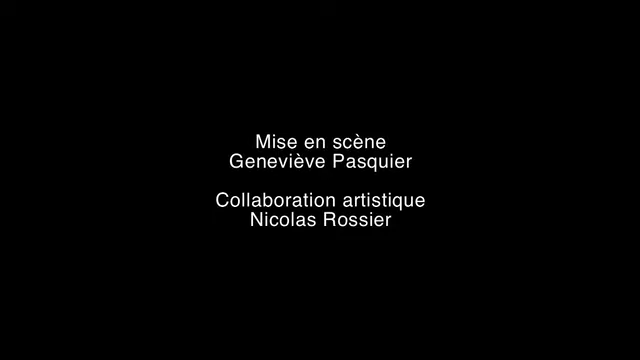 Mise en scène
Geneviève Pasquier
Collaboration artistique
Nicolas Rossier